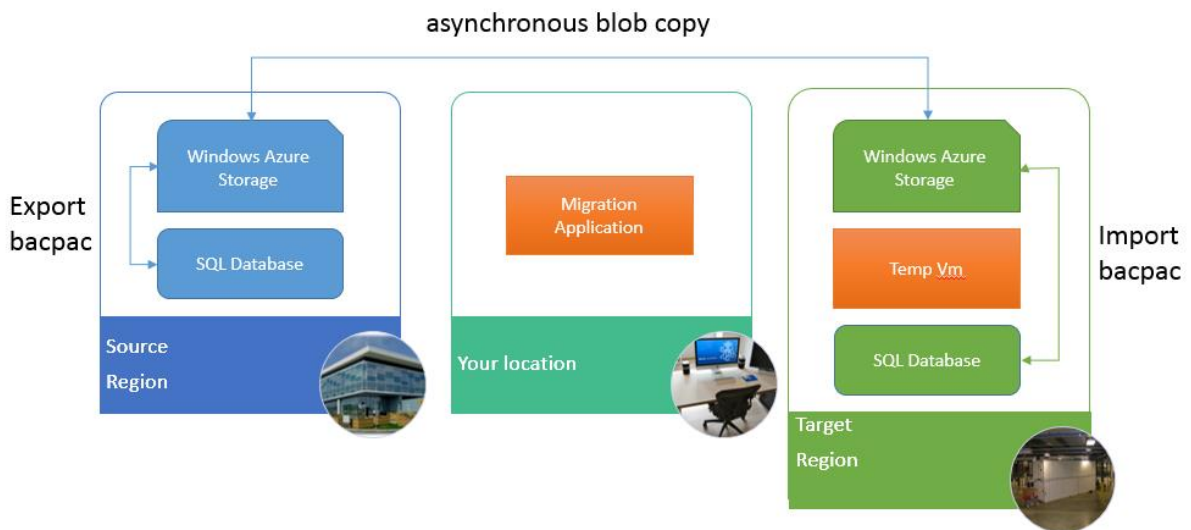 asynchronous blob copy
Export
bacpac
Windows Azure
Storage
SQL Database
Source
Region
Migration
Application
Your location
Windows Azure
Storage
Temp Vm
SQL Database
Target
Region
Import
bacpac